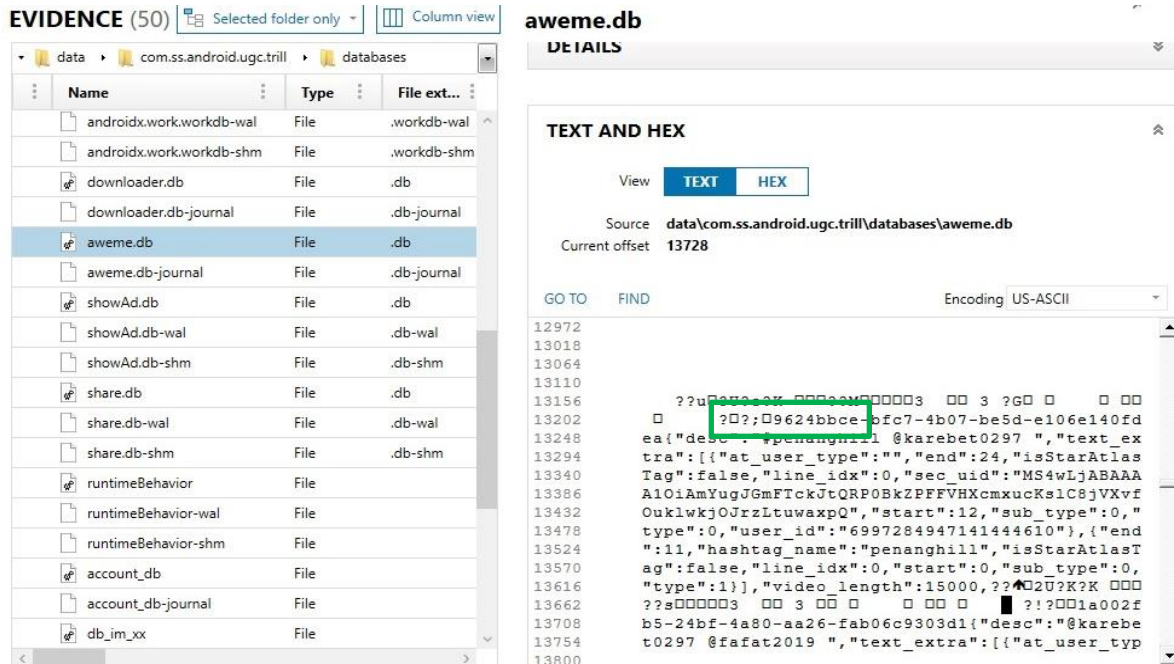 EVIDENCE (50) Selected folder only Column view
data com.ss.android.ugc.trill databases
Name Type File ext...
androidx.work.workdb-wal File .workdb-wal
androidx.work.workdb-shm File .workdb-shm
downloader.db File .db
downloader.db-journal File .db-journal
aweme.db File .db
aweme.db-journal File .db-journal
showAd.db File .db
showAd.db-wal File .db-wal
showAd.db-shm File .db-shm
share.db File .db
share.db-wal File .db-wal
share.db-shm File .db-shm
runtimeBehavior File
runtimeBehavior-wal File
runtimeBehavior-shm File
account_db File
account_db-journal File
db_im_xx File
aweme.db
DETAILS
TEXT AND HEX
View TEXT HEX
Source data\com.ss.android.ugc.trill\databases\aweme.db
Current offset 13728
GO TO FIND Encoding US-ASCII
12972
13018
13064
13110
13156
13202 9624bbce-bfc7-4b07-be5d-e106e140fd
13248 ea{"desc":"#penanghill @karebet0297 ","text_ex
13294 tra":[{"at_user_type":"","end":24,"isStarAtlas
13340 Tag":false,"line_idx":0,"sec_uid":"MS4wLjABAAA
13386 A1OiAmYugJGmFTckJtQRP0BkZPFFVHXcmxucKslC8jVXvf
13432 OuklwkjOJrzLtuwaxpQ","start":12,"sub_type":0,"
13478 type":0,"user_id":"6997284947141444610"},{"end
13524 ":11,"hashtag_name":"penanghill","isStarAtlasT
13570 ag":false,"line_idx":0,"start":0,"sub_type":0,
13616 "type":1}],"video_length":15000,
13662
13708 b5-24bf-4a80-aa26-fab06c9303d1{"desc":"@karebe
13754 t0297 @fafat2019 ","text_extra":[{"at_user_typ
13800